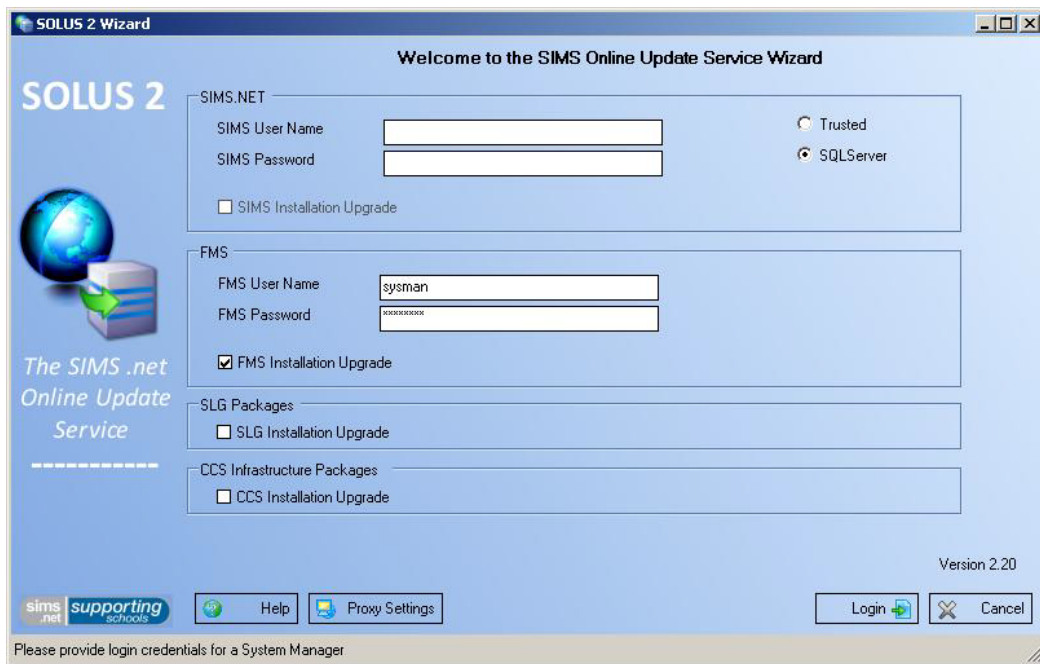 SOLUS 2 Wizard
Welcome to the SIMS Online Update Service Wizard
SOLUS 2
The SIMS .net
Online Update
Service
-----------
SIMS.NET
SIMS User Name
SIMS Password
Trusted
SQLServer
SIMS Installation Upgrade
FMS
FMS User Name
sysman
FMS Password
××××××××
FMS Installation Upgrade
SLG Packages
SLG Installation Upgrade
CCS Infrastructure Packages
CCS Installation Upgrade
Version 2.20
sims .net supporting schools
Help
Proxy Settings
Login
Cancel
Please provide login credentials for a System Manager